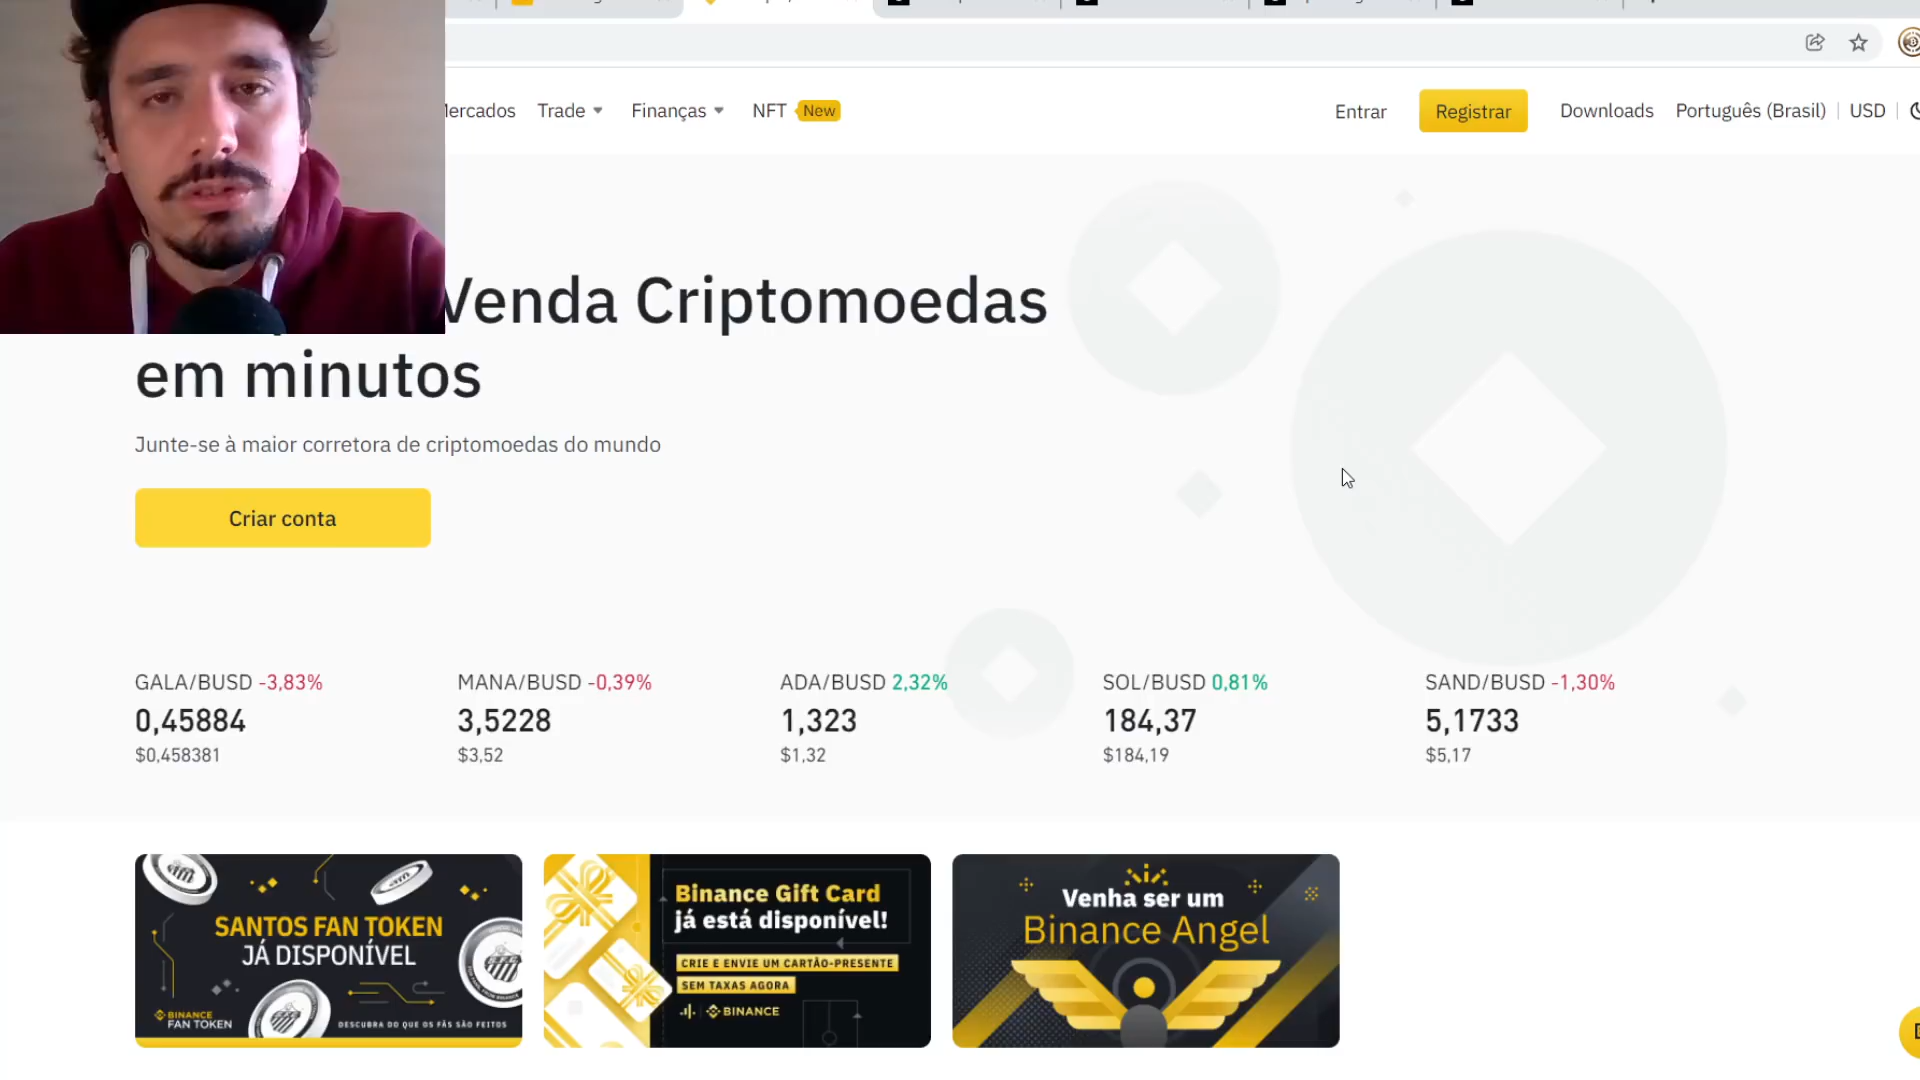 Trade
Finanças
NFT
New
Entrar
Registrar
Downloads
Português (Brasil)
USD
Venda Criptomoedas
em minutos
Junte-se à maior corretora de criptomoedas do mundo
Criar conta
GALA/BUSD -3,83%
0,45884
$0,458381
MANA/BUSD -0,39%
3,5228
$3,52
ADA/BUSD 2,32%
1,323
$1,32
SOL/BUSD 0,81%
184,37
$184,19
SAND/BUSD -1,30%
5,1733
$5,17
SANTOS FAN TOKEN
JÁ DISPONÍVEL
BINANCE
FAN TOKEN
DESCUBRA DO QUE OS FÃS SÃO FEITOS
Binance Gift Card
já está disponível!
CRIE E ENVIE UM CARTÃO-PRESENTE
SEM TAXAS AGORA
BINANCE
Venha ser um
Binance Angel